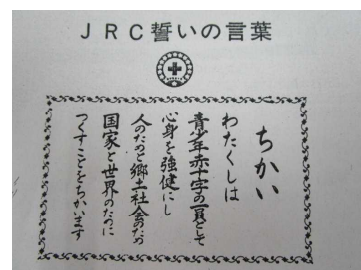 JRC誓いの言葉
ちかい
わたくしは
青少年赤十字の一員として
心身を強健にし
人のためと郷土社会のため
国家と世界のために
つくすことをちかいます